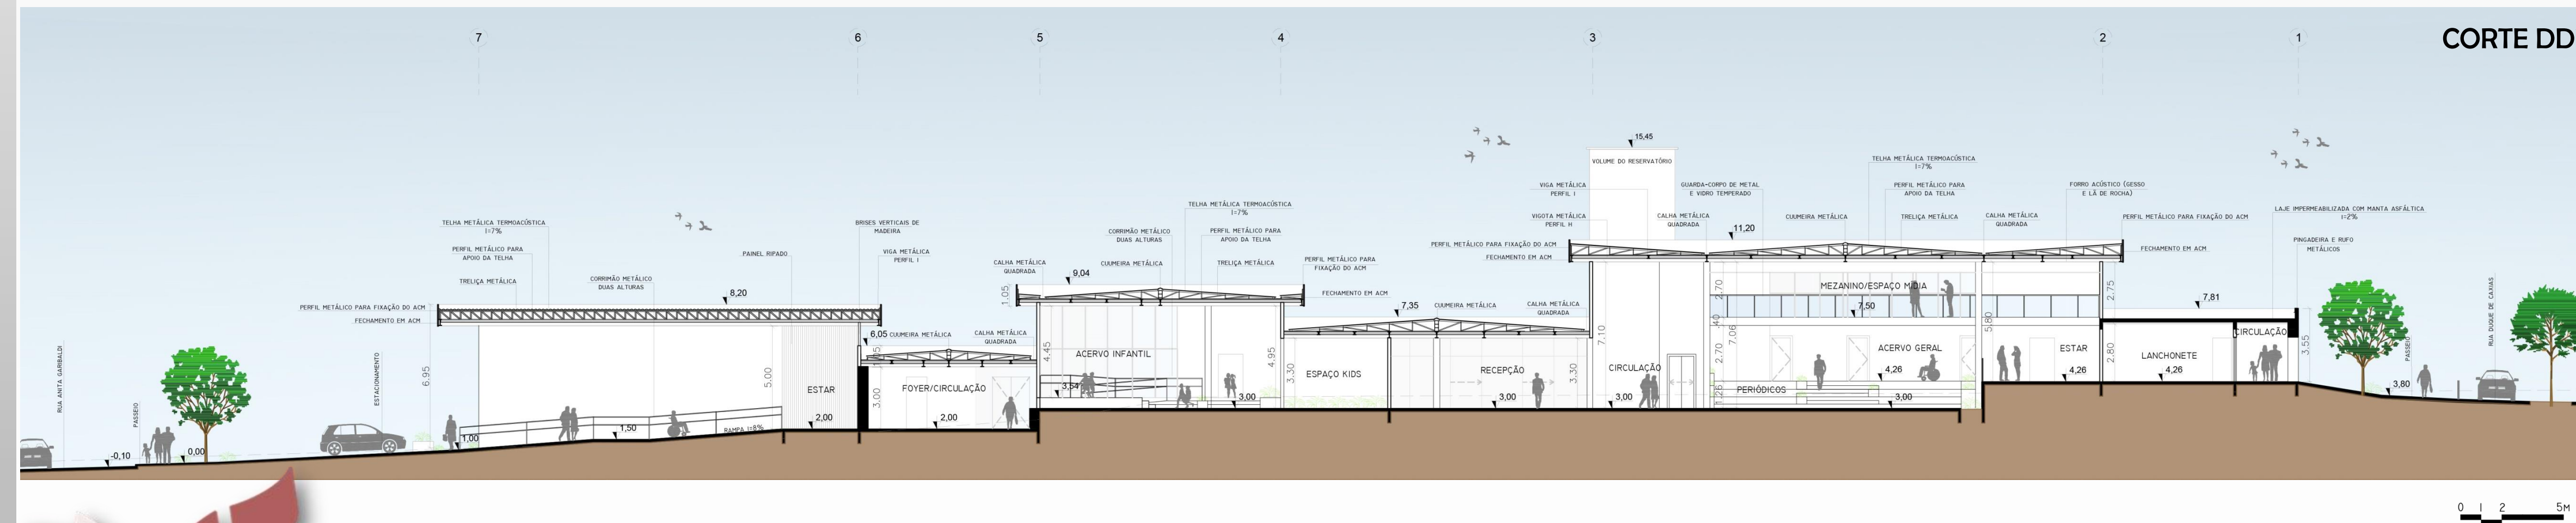 7
6
5
4
3
2
1
CORTE DD
15,45
VOLUME DO RESERVATÓRIO
TELHA METÁLICA TERMOACÚSTICA
I=7%
PERFIL METÁLICO PARA
APOIO DA TELHA
TRELIÇA METÁLICA
PERFIL METÁLICO PARA FIXAÇÃO DO ACM
FECHAMENTO EM ACM
CORRIMÃO METÁLICO
DUAS ALTURAS
8,20
PAINEL RIPADO
BRISES VERTICAIS DE
MADEIRA
VIGA METÁLICA
PERFIL I
6,05
CUUMEIRA METÁLICA
CALHA METÁLICA
QUADRADA
CALHA METÁLICA
QUADRADA
9,04
1.05
CUUMEIRA METÁLICA
CORRIMÃO METÁLICO
DUAS ALTURAS
TELHA METÁLICA TERMOACÚSTICA
I=7%
PERFIL METÁLICO PARA
APOIO DA TELHA
TRELIÇA METÁLICA
PERFIL METÁLICO PARA
FIXAÇÃO DO ACM
FECHAMENTO EM ACM
7,35
CUUMEIRA METÁLICA
CALHA METÁLICA
QUADRADA
PERFIL METÁLICO PARA FIXAÇÃO DO ACM
FECHAMENTO EM ACM
VIGA METÁLICA
PERFIL I
VIGOTA METÁLICA
PERFIL H
CALHA METÁLICA
QUADRADA
GUARDA-CORPO DE METAL
E VIDRO TEMPERADO
11,20
CUUMEIRA METÁLICA
TELHA METÁLICA TERMOACÚSTICA
I=7%
PERFIL METÁLICO PARA
APOIO DA TELHA
TRELIÇA METÁLICA
CALHA METÁLICA
QUADRADA
FORRO ACÚSTICO (GESSO
E LÃ DE ROCHA)
PERFIL METÁLICO PARA FIXAÇÃO DO ACM
FECHAMENTO EM ACM
LAJE IMPERMEABILIZADA COM MANTA ASFÁLTICA
I=2%
PINGADEIRA E RUFO
METÁLICOS
7,81
RUA ANITA GARIBALDI
PASSEIO
-0,10
0,00
ESTACIONAMENTO
6.95
1,00
1,50
RAMPA I=8%
5.00
ESTAR
2,00
3.00
FOYER/CIRCULAÇÃO
2,00
4.45
ACERVO INFANTIL
3,54
3,00
4.95
3.30
ESPAÇO KIDS
RECEPÇÃO
3,00
3.30
7.10
CIRCULAÇÃO
3,00
2.70
.40
7.06
2.70
1.26
MEZANINO/ESPAÇO MIDIA
7,50
PERIÓDICOS
ACERVO GERAL
4,26
3,00
5.80
ESTAR
4,26
2.75
2.80
LANCHONETE
4,26
CIRCULAÇÃO
3.55
PASSEIO
3,80
RUA DUQUE DE CAXIAS
0 1 2 5M